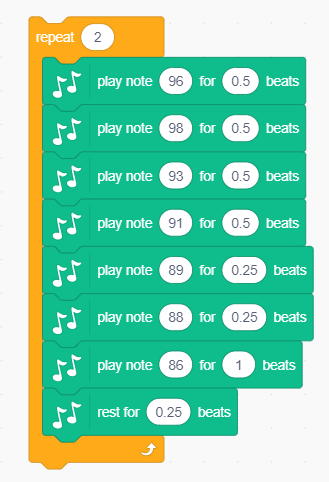 repeat 2
play note 96 for 0.5 beats
play note 98 for 0.5 beats
play note 93 for 0.5 beats
play note 91 for 0.5 beats
play note 89 for 0.25 beats
play note 88 for 0.25 beats
play note 86 for 1 beats
rest for 0.25 beats